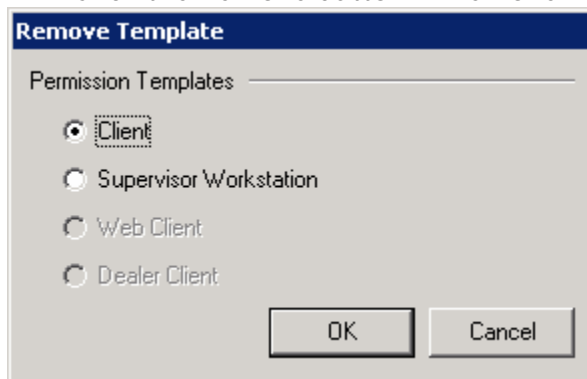 Remove Template
Permission Templates
Client
Supervisor Workstation
Web Client
Dealer Client
OK Cancel